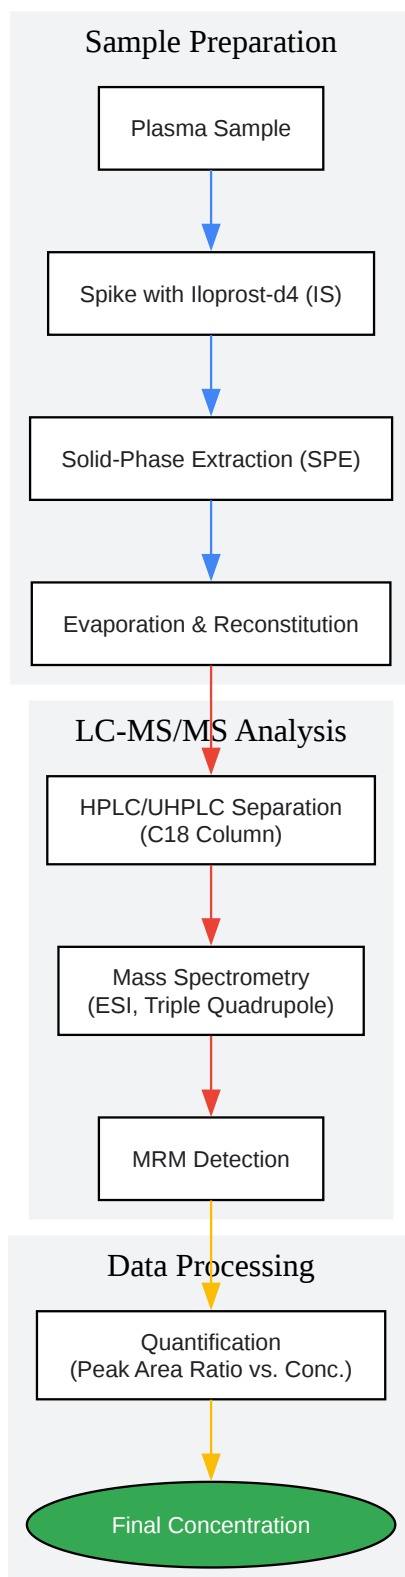 Sample Preparation
Plasma Sample
Spike with Iloprost-d4 (IS)
Solid-Phase Extraction (SPE)
Evaporation & Reconstitution
LC-MS/MS Analysis
HPLC/UHPLC Separation
(C18 Column)
Mass Spectrometry
(ESI, Triple Quadrupole)
MRM Detection
Data Processing
Quantification
(Peak Area Ratio vs. Conc.)
Final Concentration